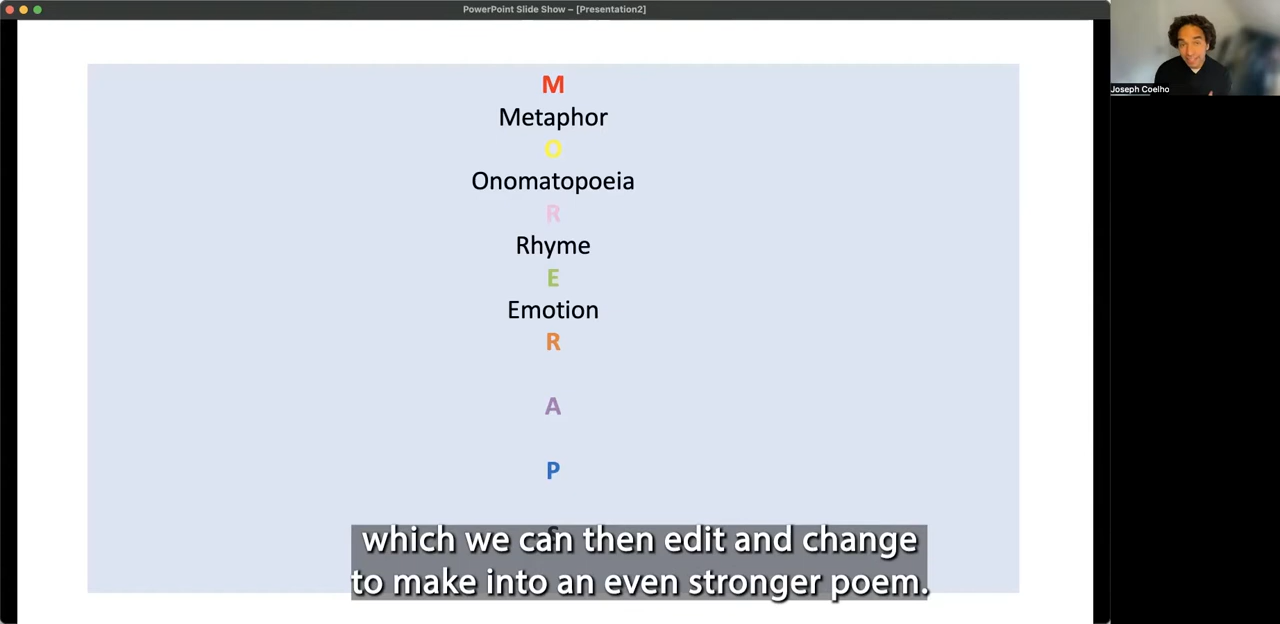 PowerPoint Slide Show – [Presentation2]
M
Metaphor
O
Onomatopoeia
R
Rhyme
E
Emotion
R
A
P
S
which we can then edit and change
to make into an even stronger poem.
Joseph Coelho